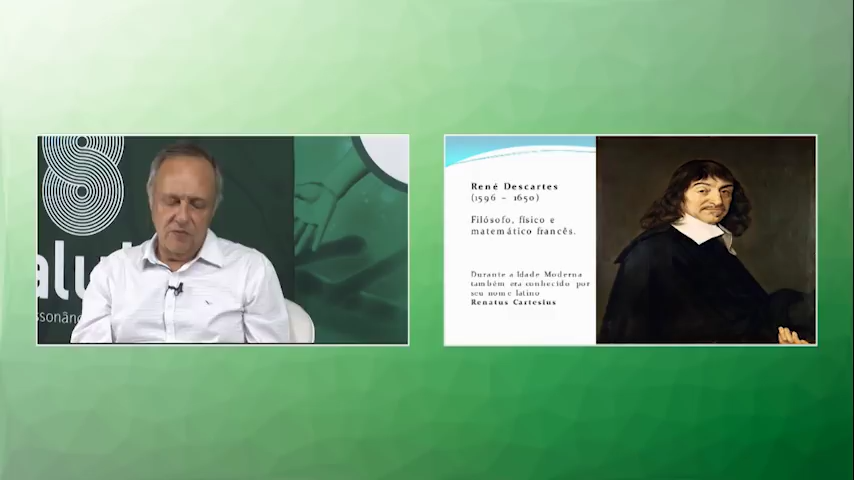 René Descartes
(1596 – 1650)
Filósofo, físico e
matemático francês.
Durante a Idade Moderna
também era conhecido por
seu nome latino
Renatus Cartesius